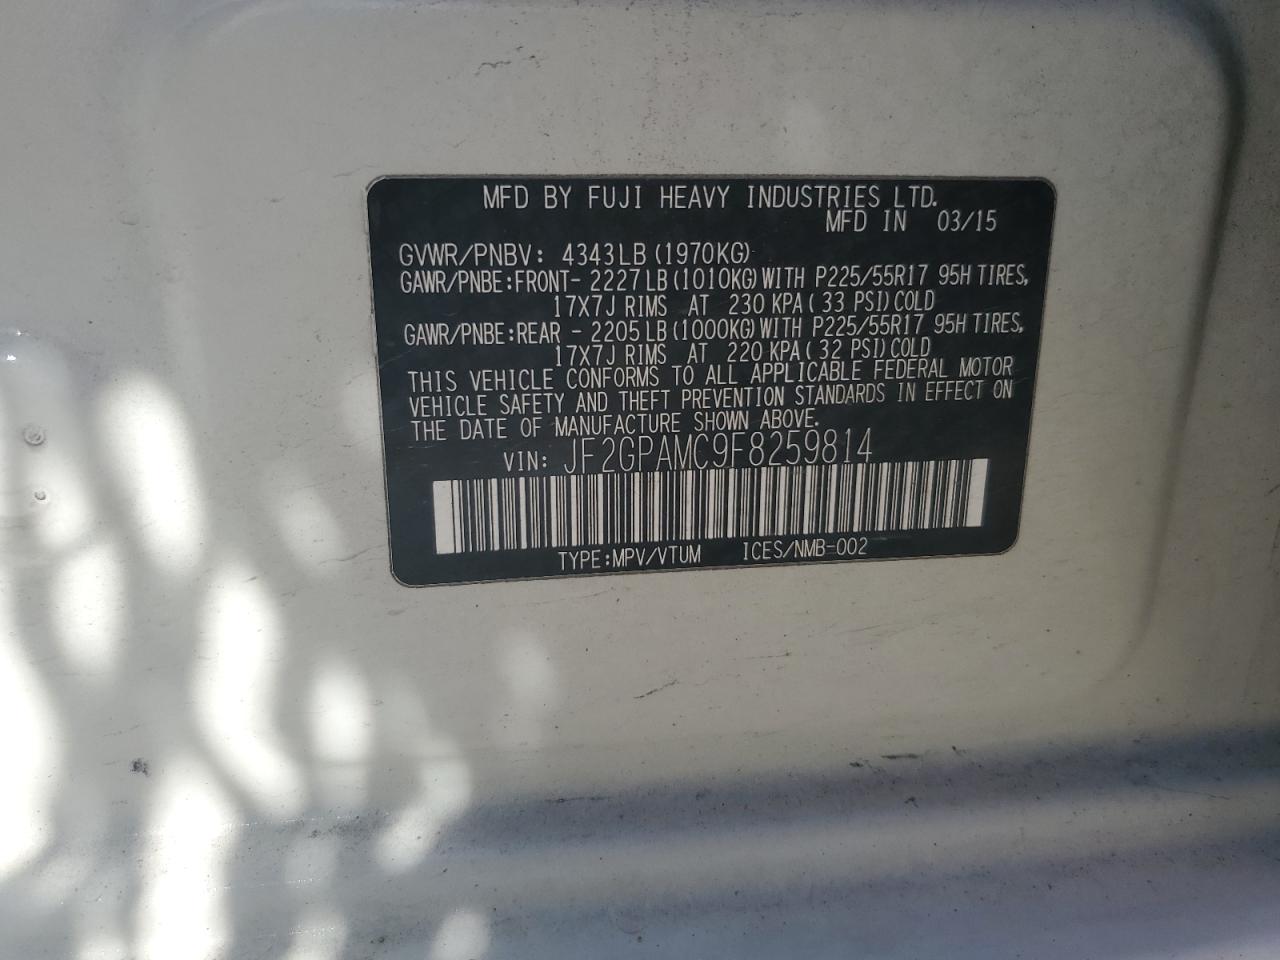 MFD BY FUJI HEAVY INDUSTRIES LTD.
MFD IN 03/15
GVWR/PNBV: 4343LB (1970KG)
GAWR/PNBE:FRONT- 2227LB (1010KG) WITH P225/55R17 95H TIRES,
17X7J RIMS AT 230 KPA ( 33 PSI) COLD
GAWR/PNBE:REAR - 2205LB (1000KG) WITH P225/55R17 95H TIRES,
17X7J RIMS AT 220 KPA ( 32 PSI) COLD
THIS VEHICLE CONFORMS TO ALL APPLICABLE FEDERAL MOTOR
VEHICLE SAFETY AND THEFT PREVENTION STANDARDS IN EFFECT ON
THE DATE OF MANUFACTURE SHOWN ABOVE.
VIN: JF2GPAMC9F8259814
TYPE:MPV/VTUM ICES/NMB-002